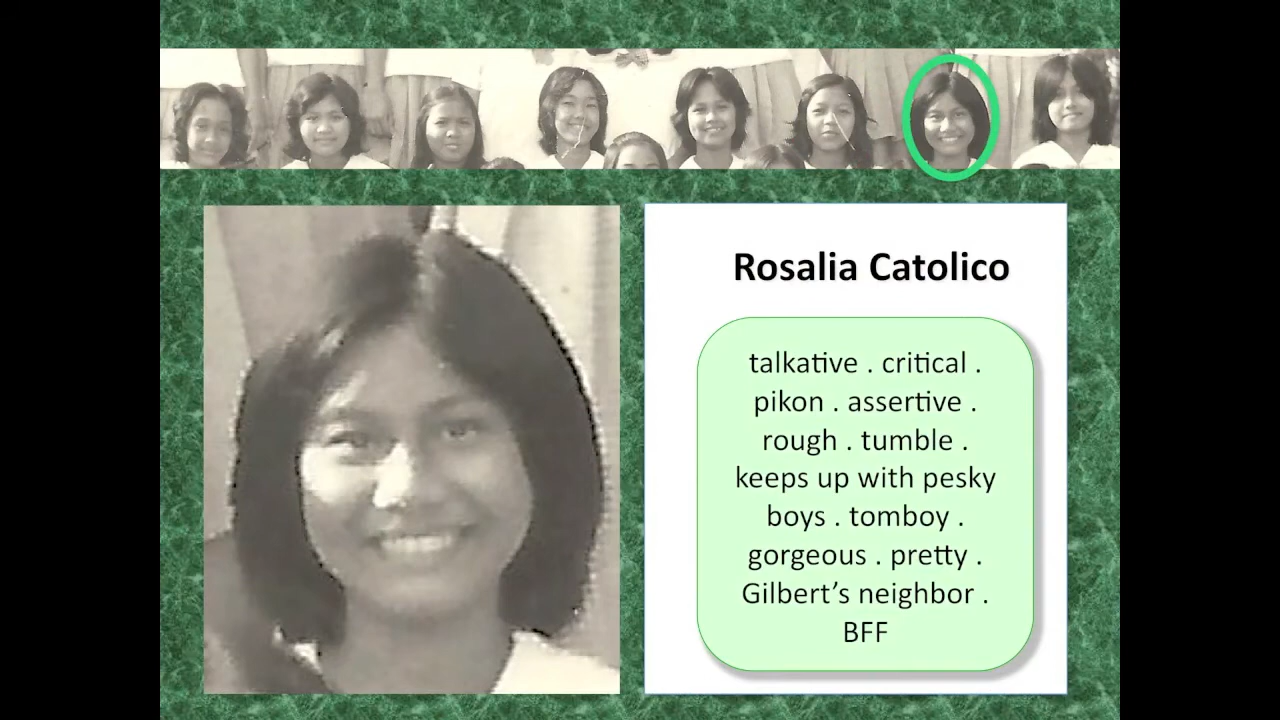 Rosalia Catolico
talkative . critical .
pikon . assertive .
rough . tumble .
keeps up with pesky
boys . tomboy .
gorgeous . pretty .
Gilbert’s neighbor .
BFF